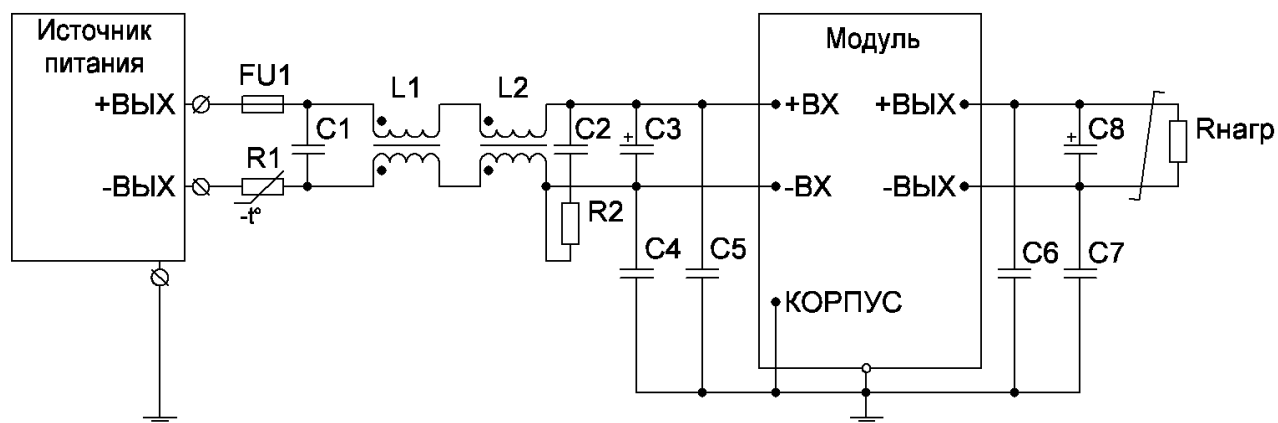 Источник
питания
+ВЫХ
-ВЫХ
FU1
R1
-t°
C1
L1
L2
C2
R2
C3
+
C4
C5
Модуль
+ВХ
-ВХ
КОРПУС
+ВЫХ
-ВЫХ
C6
C7
+
C8
Rнагр